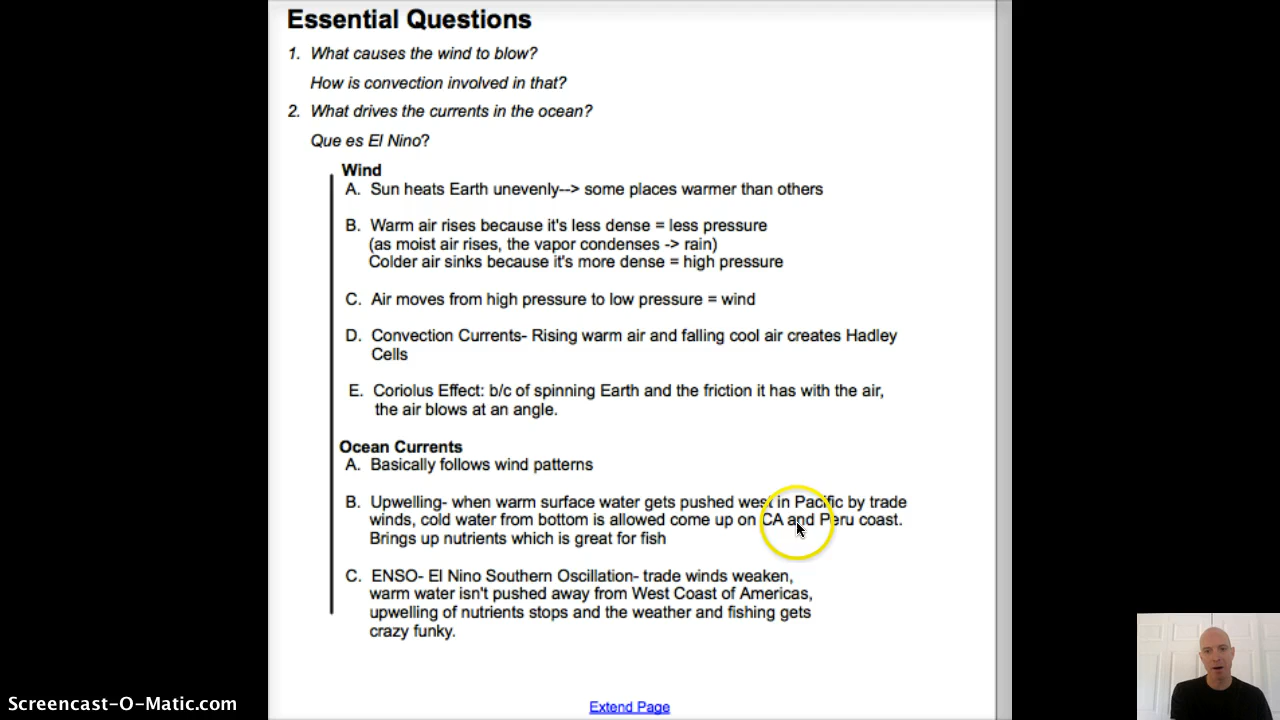 Essential Questions
1. What causes the wind to blow?
How is convection involved in that?
2. What drives the currents in the ocean?
Que es El Nino?
Wind
A. Sun heats Earth unevenly--> some places warmer than others
B. Warm air rises because it's less dense = less pressure
(as moist air rises, the vapor condenses -> rain)
Colder air sinks because it's more dense = high pressure
C. Air moves from high pressure to low pressure = wind
D. Convection Currents- Rising warm air and falling cool air creates Hadley
Cells
E. Coriolus Effect: b/c of spinning Earth and the friction it has with the air,
the air blows at an angle.
Ocean Currents
A. Basically follows wind patterns
B. Upwelling- when warm surface water gets pushed west in Pacific by trade
winds, cold water from bottom is allowed come up on CA and Peru coast.
Brings up nutrients which is great for fish
C. ENSO- El Nino Southern Oscillation- trade winds weaken,
warm water isn't pushed away from West Coast of Americas,
upwelling of nutrients stops and the weather and fishing gets
crazy funky.
Extend Page
Screencast-O-Matic.com